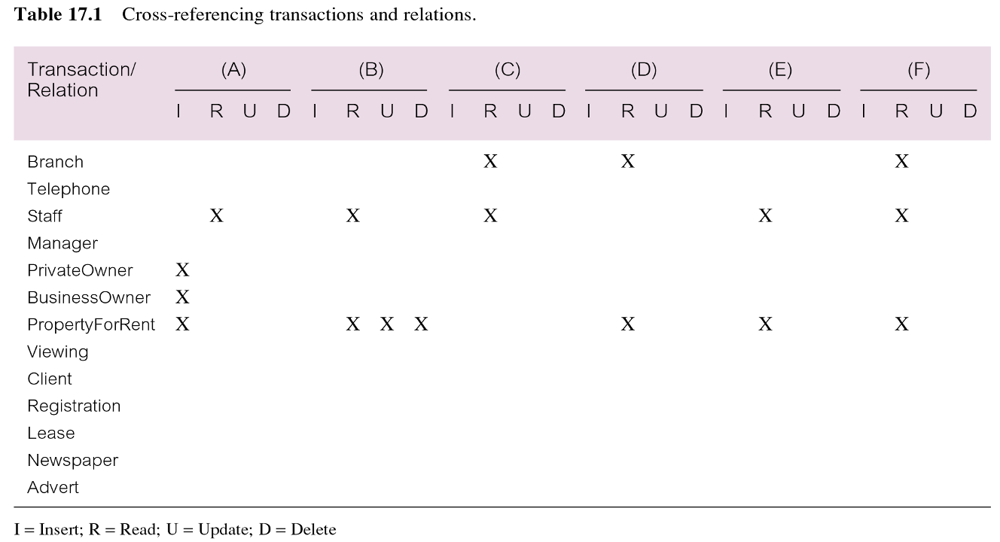 Table 17.1 Cross-referencing transactions and relations.
Transaction/ (A) (B) (C) (D) (E) (F)
Relation
I R U D I R U D I R U D I R U D I R U D I R U D
Branch X X X
Telephone
Staff X X X X X
Manager
PrivateOwner X
BusinessOwner X
PropertyForRent X X X X X X X
Viewing
Client
Registration
Lease
Newspaper
Advert
I = Insert; R = Read; U = Update; D = Delete